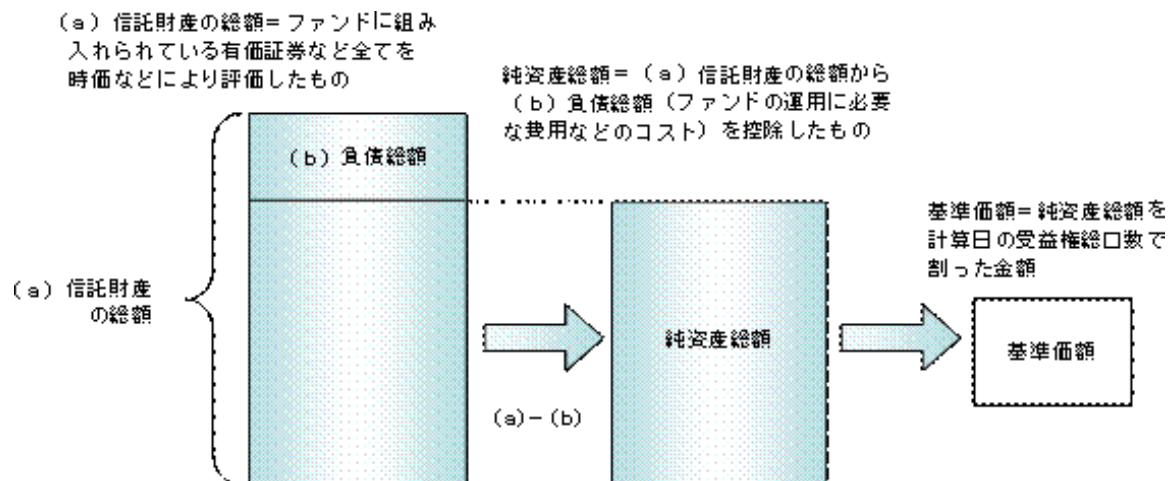 (a)信託財産の総額=ファンドに組み
入れられている有価証券など全てを
時価などにより評価したもの
純資産総額=(a)信託財産の総額から
(b)負債総額(ファンドの運用に必要
な費用などのコスト)を控除したもの
(b)負債総額
基準価額=純資産総額を
計算日の受益権総口数で
割った金額
(a)信託財産
の総額
純資産総額
基準価額
(a)-(b)